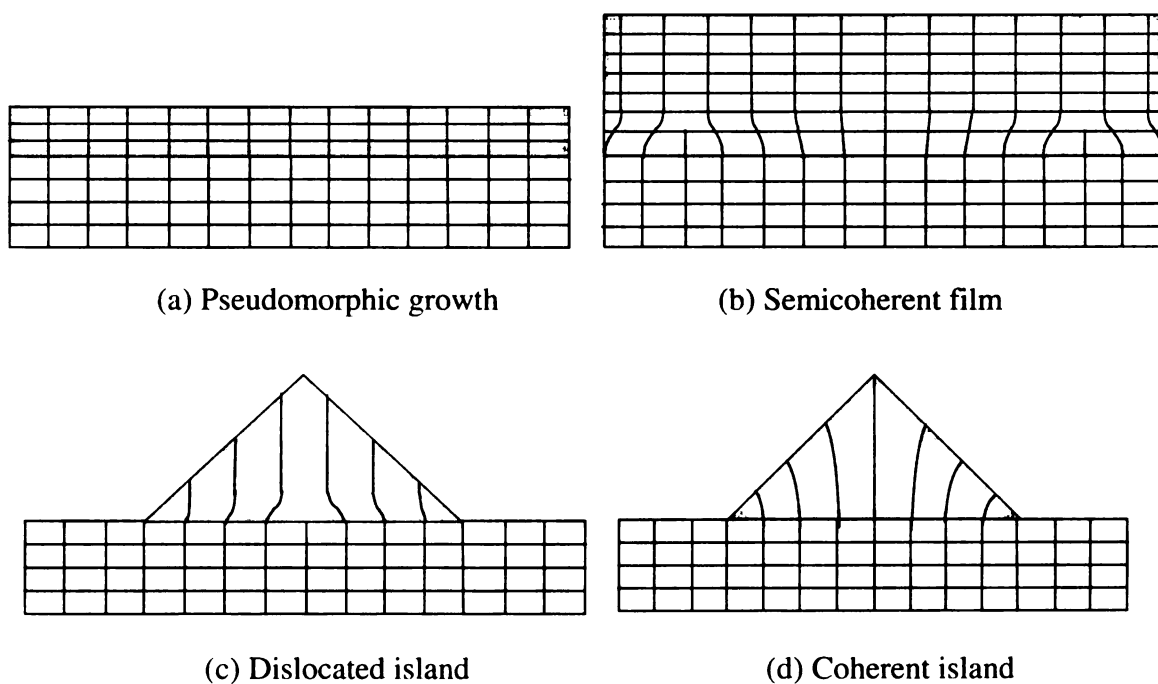 (a) Pseudomorphic growth
(b) Semicoherent film
(c) Dislocated island
(d) Coherent island